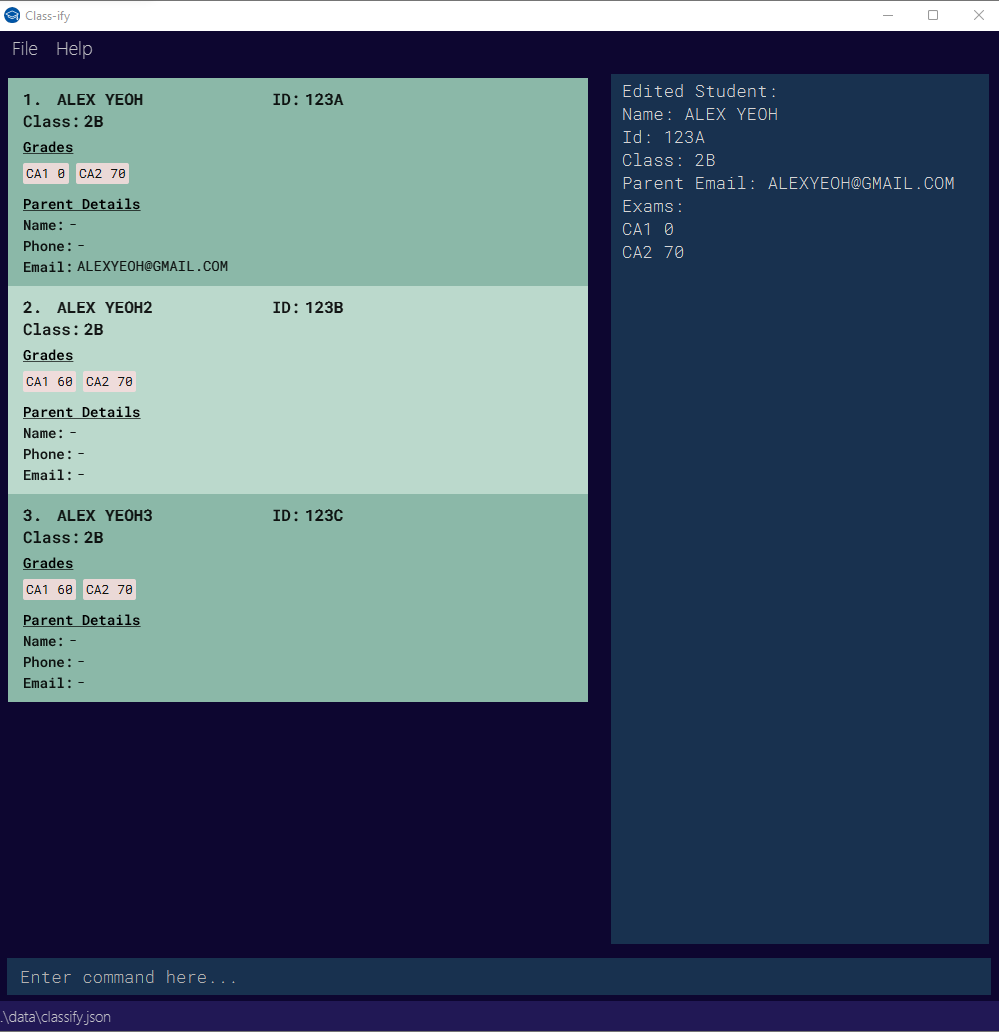 Class-ify
File Help
1. ALEX YEOH ID: 123A
Class: 2B
Grades
CA1 0 CA2 70
Parent Details
Name: -
Phone: -
Email: ALEXYEOH@GMAIL.COM
2. ALEX YEOH2 ID: 123B
Class: 2B
Grades
CA1 60 CA2 70
Parent Details
Name: -
Phone: -
Email: -
3. ALEX YEOH3 ID: 123C
Class: 2B
Grades
CA1 60 CA2 70
Parent Details
Name: -
Phone: -
Email: -
Edited Student:
Name: ALEX YEOH
Id: 123A
Class: 2B
Parent Email: ALEXYEOH@GMAIL.COM
Exams:
CA1 0
CA2 70
Enter command here...
.\data\classify.json